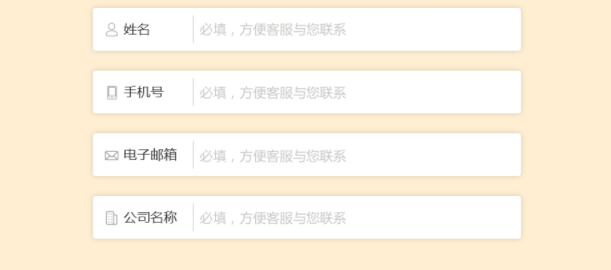 姓名 必填，方便客服与您联系
手机号 必填，方便客服与您联系
电子邮箱 必填，方便客服与您联系
公司名称 必填，方便客服与您联系